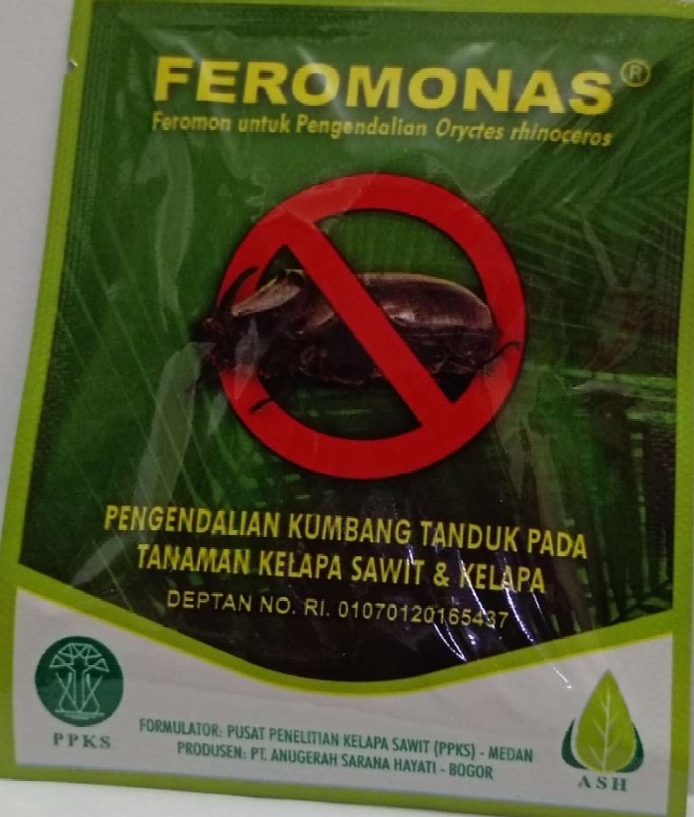 FEROMONAS®
Feromon untuk Pengendalian Oryctes rhinoceros
PENGENDALIAN KUMBANG TANDUK PADA
TANAMAN KELAPA SAWIT & KELAPA
DEPTAN NO. RI. 01070120165437
PPKS
FORMULATOR: PUSAT PENELITIAN KELAPA SAWIT (PPKS) - MEDAN
PRODUSEN: PT. ANUGERAH SARANA HAYATI - BOGOR
ASH